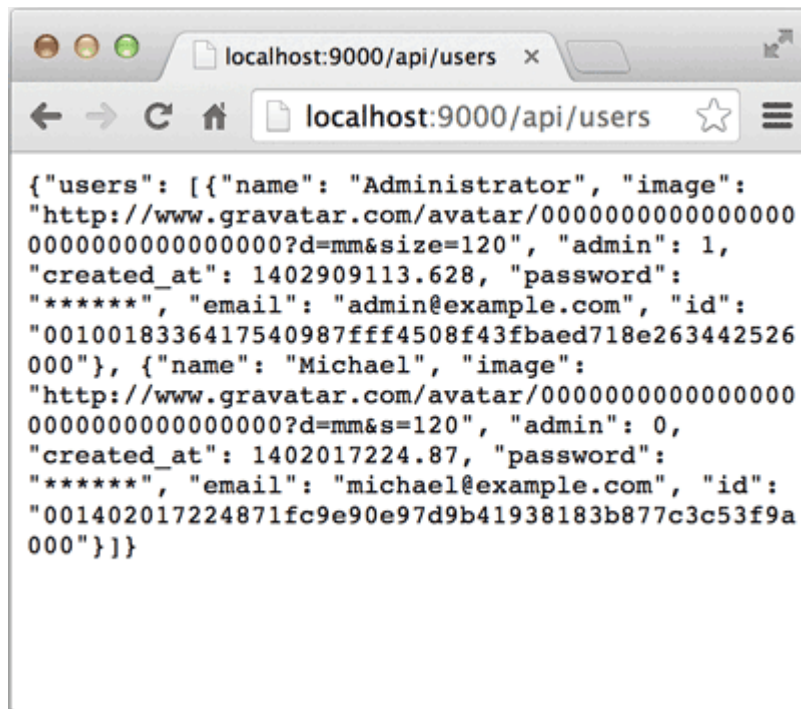 localhost:9000/api/users
localhost:9000/api/users
{"users": [{"name": "Administrator", "image":
"http://www.gravatar.com/avatar/0000000000000000
0000000000000000?d=mm&size=120", "admin": 1,
"created_at": 1402909113.628, "password":
"******", "email": "admin@example.com", "id":
"0010018336417540987fff4508f43fbaed718e263442526
000"}, {"name": "Michael", "image":
"http://www.gravatar.com/avatar/0000000000000000
0000000000000000?d=mm&s=120", "admin": 0,
"created_at": 1402017224.87, "password":
"******", "email": "michael@example.com", "id":
"001402017224871fc9e90e97d9b41938183b877c3c53f9a
000"}]}